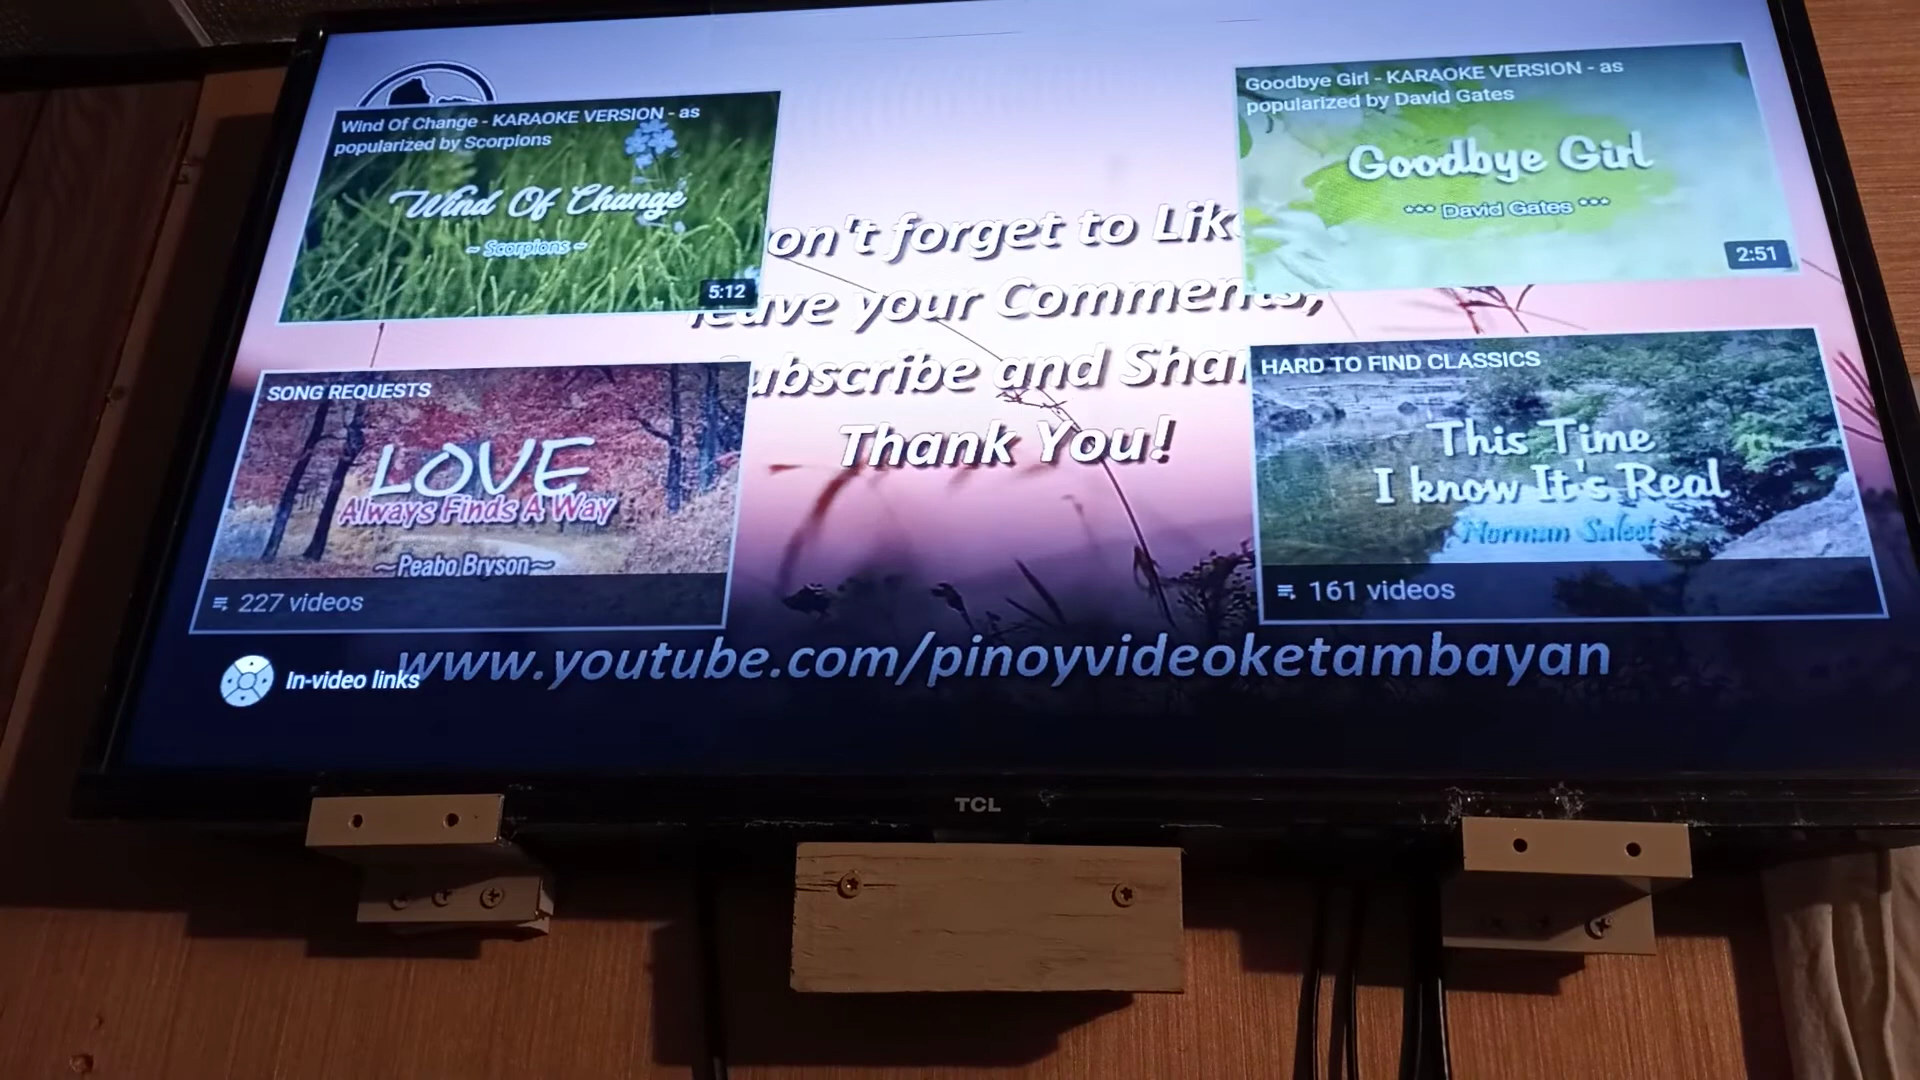 Wind Of Change - KARAOKE VERSION - as
popularized by Scorpions
Wind Of Change
~ Scorpions ~
5:12
Goodbye Girl - KARAOKE VERSION - as
popularized by David Gates
Goodbye Girl
*** David Gates ***
2:51
on't forget to Lik
eave your Comments,
ubscribe and Shar
Thank You!
SONG REQUESTS
LOVE
Always Finds A Way
~Peabo Bryson~
227 videos
HARD TO FIND CLASSICS
This Time
I know It's Real
Norman Saleet
161 videos
In-video links
www.youtube.com/pinoyvideoketambayan
TCL